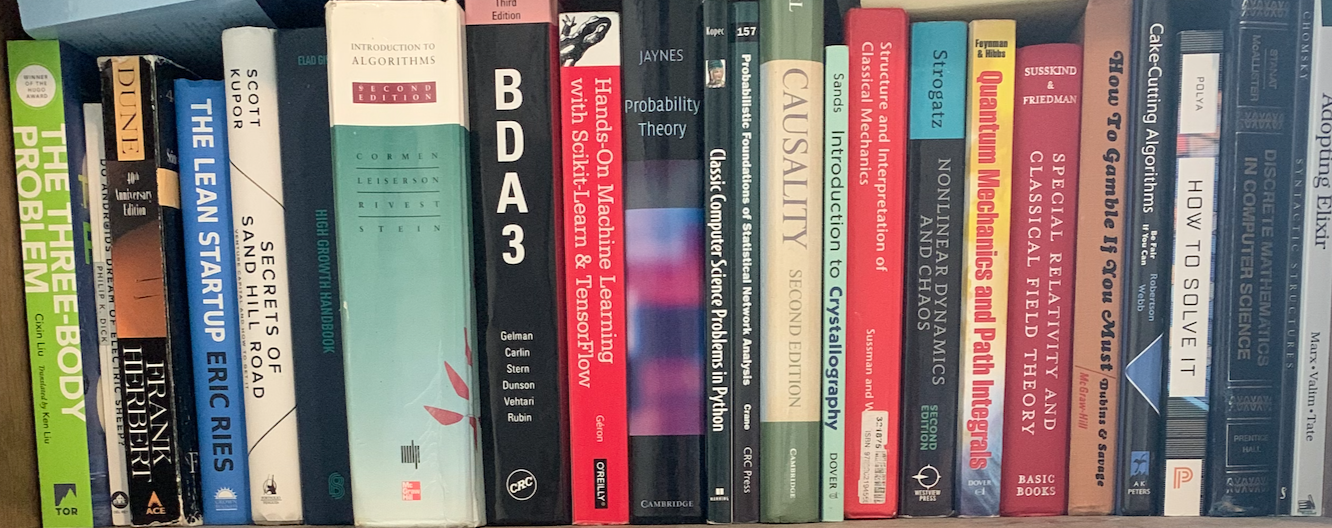 WINNER OF THE HUGO AWARD
THE THREE-BODY PROBLEM
Cixin Liu
Translated by Ken Liu
TOR
DO ANDROIDS DREAM OF ELECTRIC SHEEP?
PHILIP K. DICK
DUNE
40th Anniversary Edition
FRANK HERBERT
ACE
THE LEAN STARTUP
ERIC RIES
SCOTT KUPOR
SECRETS OF SAND HILL ROAD
ELAD GI
HIGH GROWTH HANDBOOK
INTRODUCTION TO
ALGORITHMS
SECOND
EDITION
CORMEN
LEISERSON
RIVEST
STEIN
Third
Edition
BDA3
Gelman
Carlin
Stern
Dunson
Vehtari
Rubin
CRC
Hands-On Machine Learning
with Scikit-Learn & TensorFlow
Géron
O'REILLY
JAYNES
Probability
Theory
CAMBRIDGE
Kopec
Classic Computer Science Problems in Python
MANNING
157
Probabilistic Foundations of Statistical Network Analysis
Crane
CRC Press
L
CAUSALITY
SECOND EDITION
CAMBRIDGE
Sands
Introduction to Crystallography
DOVER
Structure and Interpretation of
Classical Mechanics
Sussman and W
Strogatz
NONLINEAR DYNAMICS
AND CHAOS
SECOND
EDITION
WESTVIEW
PRESS
Feynman
& Hibbs
Quantum Mechanics and Path Integrals
DOVER
SUSSKIND
&
FRIEDMAN
SPECIAL RELATIVITY AND
CLASSICAL FIELD THEORY
BASIC
BOOKS
How To Gamble If You Must
Dubins & Savage
McGraw-Hill
Cake-Cutting Algorithms
Be Fair
If You Can
Robertson
Webb
A K
PETERS
POLYA
HOW TO SOLVE IT
STANAT
McALLISTER
DISCRETE MATHEMATICS
IN COMPUTER SCIENCE
PRENTICE
HALL
CHOMSKY
SYNTACTIC STRUCTURES
Adopting Elixir
Marx • Valim • Tate